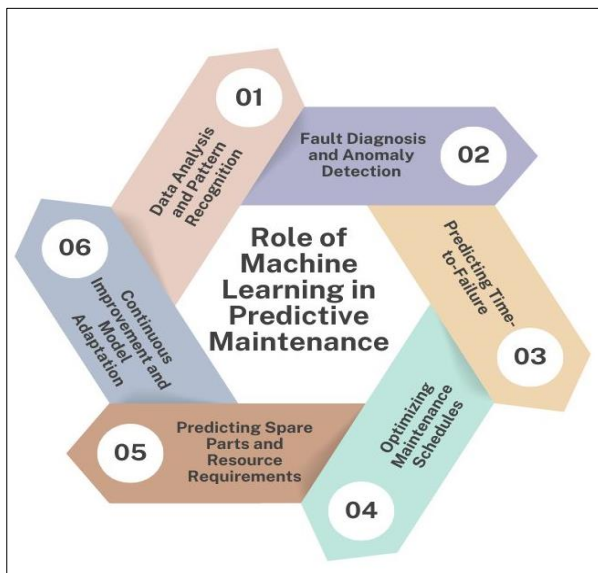 01
Data Analysis
and Pattern
Recognition
Fault Diagnosis
and Anomaly
Detection
02
Predicting Time-
to-Failure
03
Optimizing
Maintenance
Schedules
04
Predicting Spare
Parts and
Resource
Requirements
05
Continuous
Improvement and
Model
Adaptation
06
Role of
Machine
Learning in
Predictive
Maintenance